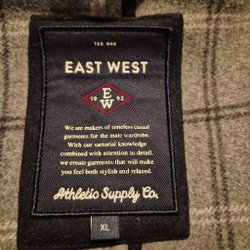 TED MAN
EAST WEST
E
19 92
W
We are makers of timeless casual
garments for the male wardrobe.
With our sartorial knowledge
combined with attention to detail,
we create garments that will make
you feel both stylish and relaxed.
Athletic Supply Co.
XL